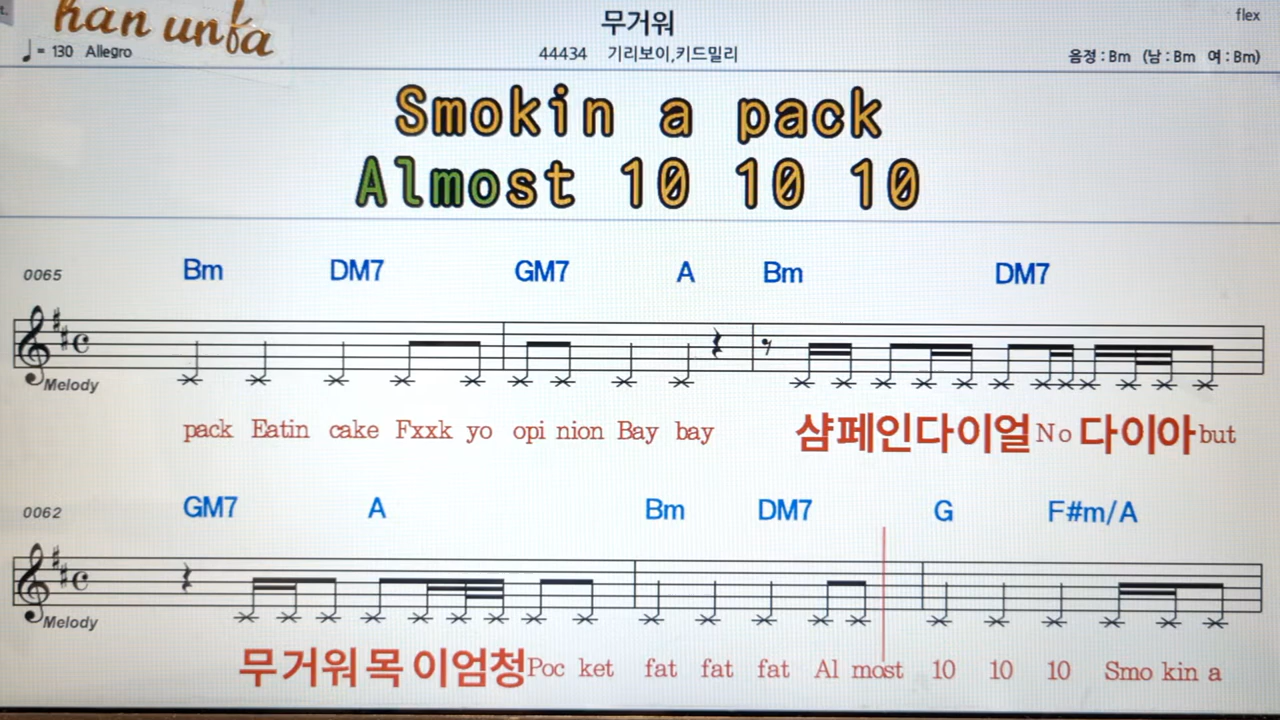 t.
han unfa
무거워
flex
♩= 130 Allegro
44434 기리보이,키드밀리
음정 : Bm (남 : Bm 여 : Bm)
Smokin a pack
Almost 10 10 10
0065 Bm DM7 GM7 A Bm DM7
Melody
pack Eatin cake Fxxk yo opi nion Bay bay 샴페인다이얼 No 다이아 but
0062 GM7 A Bm DM7 G F#m/A
Melody
무거워 목 이엄청 Poc ket fat fat fat Al most 10 10 10 Smo kin a